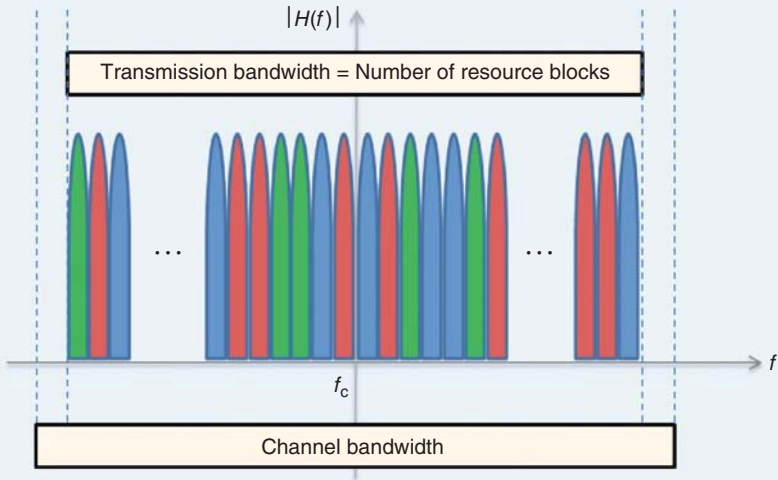 |H(f)|
Transmission bandwidth = Number of resource blocks
... ...
f
fc
Channel bandwidth